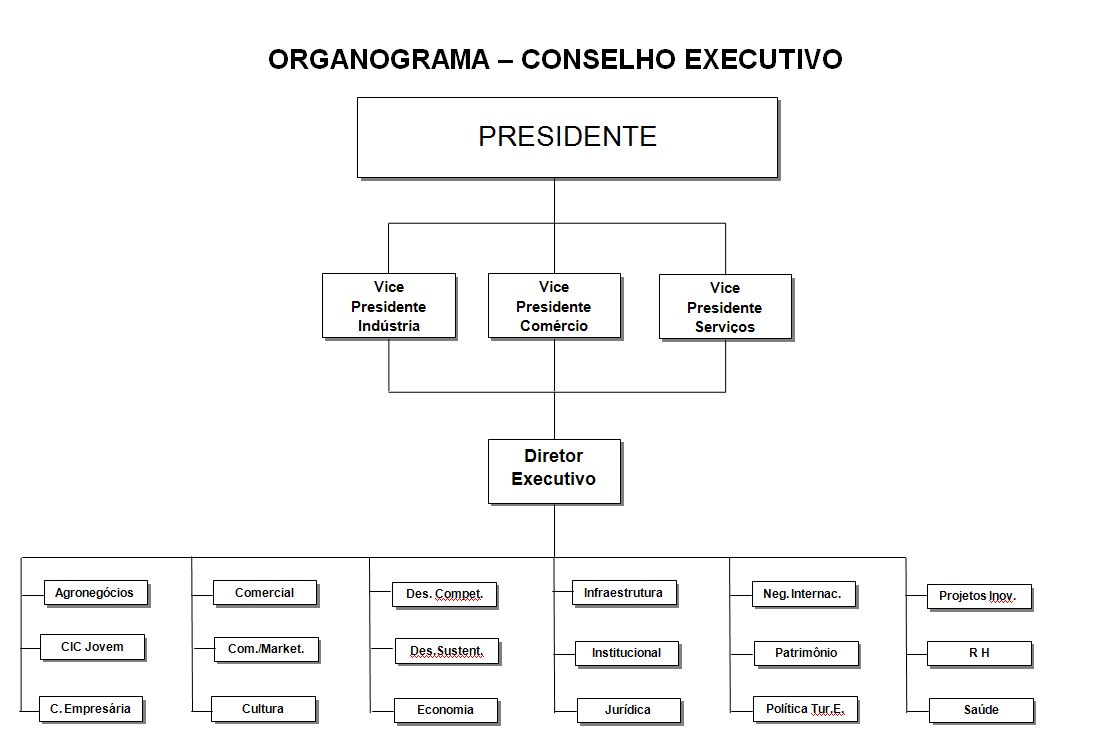 ORGANOGRAMA – CONSELHO EXECUTIVO
PRESIDENTE
Vice
Presidente
Indústria
Vice
Presidente
Comércio
Vice
Presidente
Serviços
Diretor
Executivo
Agronegócios
Comercial
Des. Compet.
Infraestrutura
Neg. Internac.
Projetos Inov.
CIC Jovem
Com./Market.
Des.Sustent.
Institucional
Patrimônio
R H
C. Empresária
Cultura
Economia
Jurídica
Política Tur.E.
Saúde